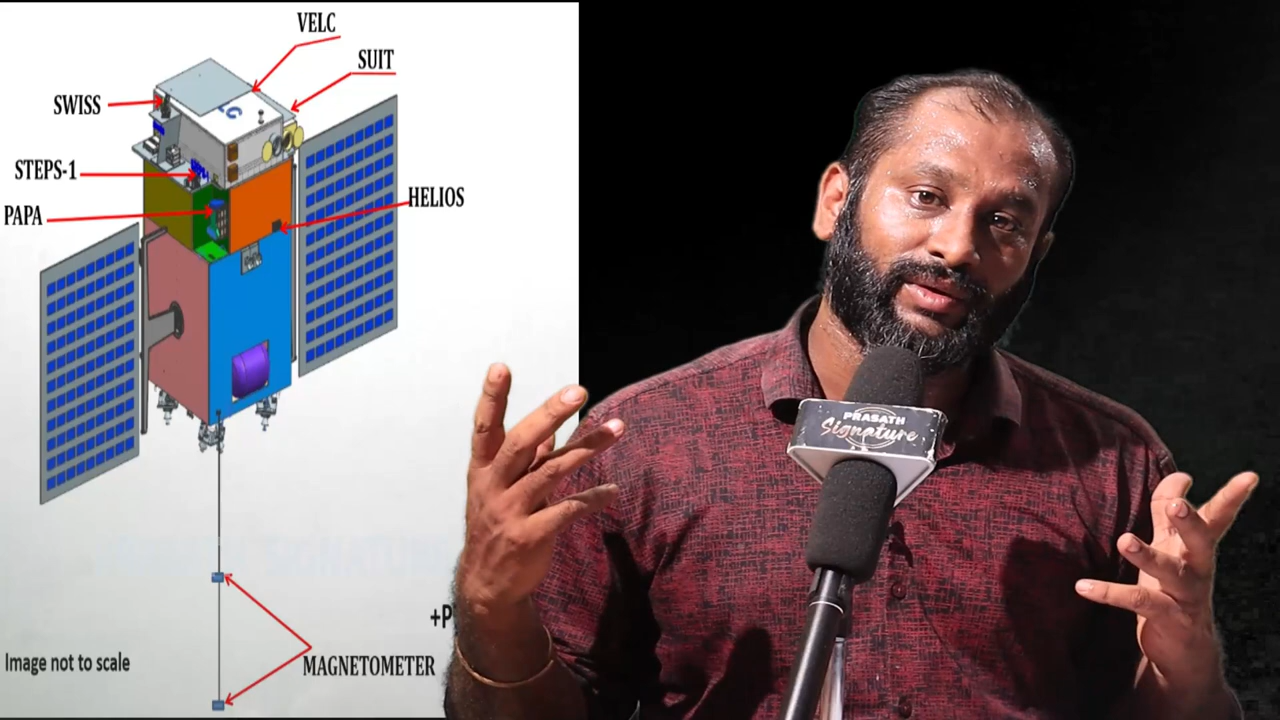 VELC
SUIT
SWISS
STEPS-1
PAPA
HELIOS
+P
MAGNETOMETER
Image not to scale
PRASATH
Signature